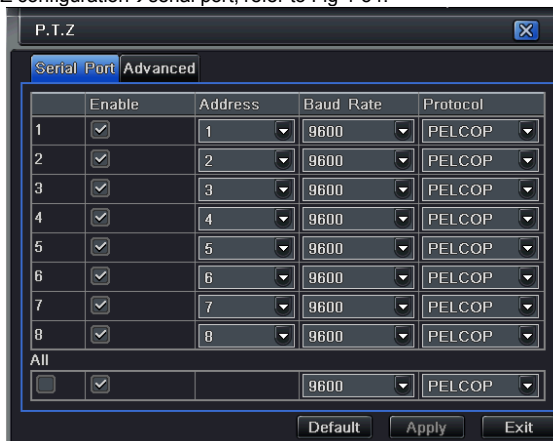 P.T.Z
Serial Port Advanced
Enable Address Baud Rate Protocol
1 1 9600 PELCOP
2 2 9600 PELCOP
3 3 9600 PELCOP
4 4 9600 PELCOP
5 5 9600 PELCOP
6 6 9600 PELCOP
7 7 9600 PELCOP
8 8 9600 PELCOP
All
9600 PELCOP
Default Apply Exit